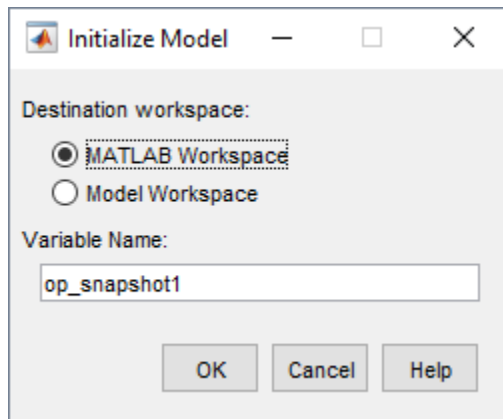 Initialize Model
Destination workspace:
MATLAB Workspace
Model Workspace
Variable Name:
op_snapshot1
OK Cancel Help